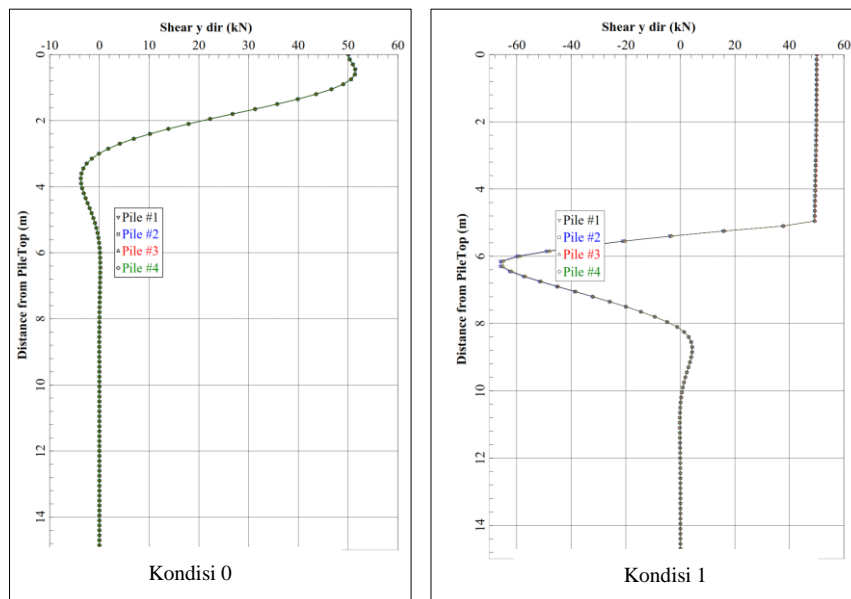 Shear y dir (kN)
-10 0 10 20 30 40 50 60
0
2
4
6
8
10
12
14
Distance from PileTop (m)
Pile #1
Pile #2
Pile #3
Pile #4
Kondisi 0
Shear y dir (kN)
-60 -40 -20 0 20 40
0
2
4
6
8
10
12
14
Distance from PileTop (m)
Pile #1
Pile #2
Pile #3
Pile #4
Kondisi 1